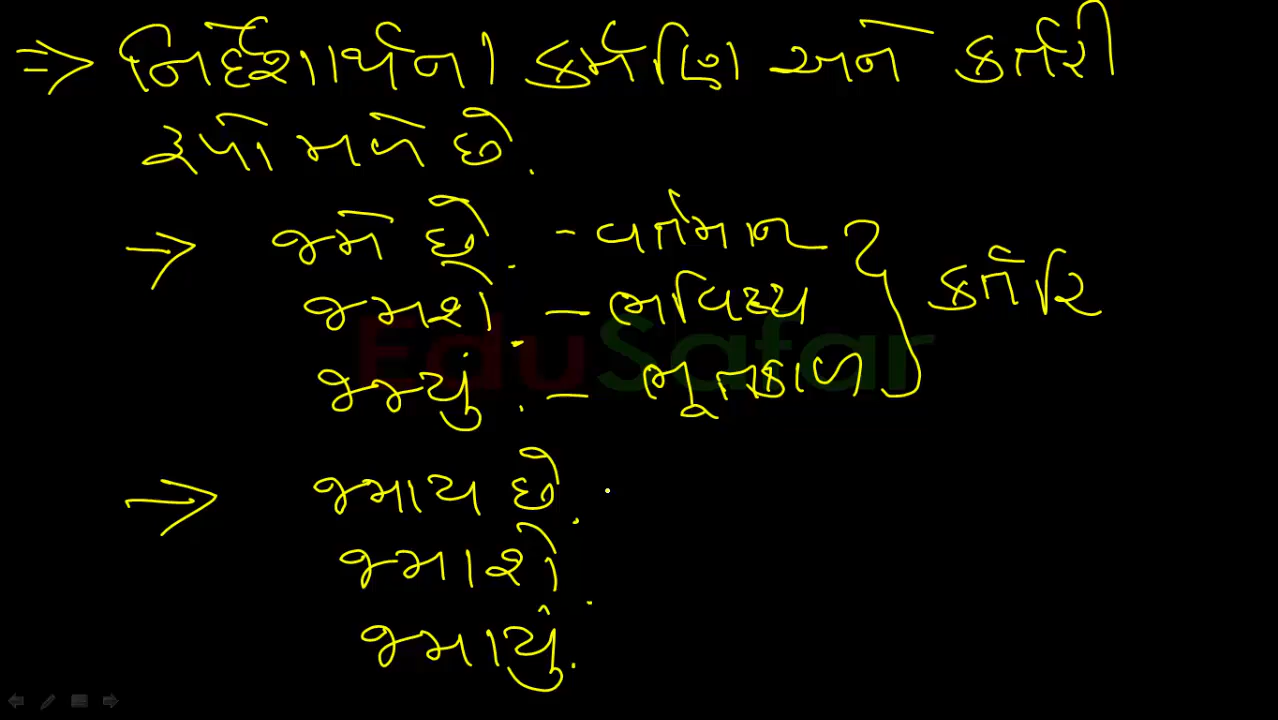 ⇒ નિર્દેશાર્થના કર્મણિ અને કર્તરી
રૂપો મળે છે.
→ જમે છે. - વર્તમાન
જમશે. - ભવિષ્ય
જમ્યું. - ભૂતકાળ
} કર્તરિ
EduSafar
→ જમાય છે.
જમાશે.
જમાયું.